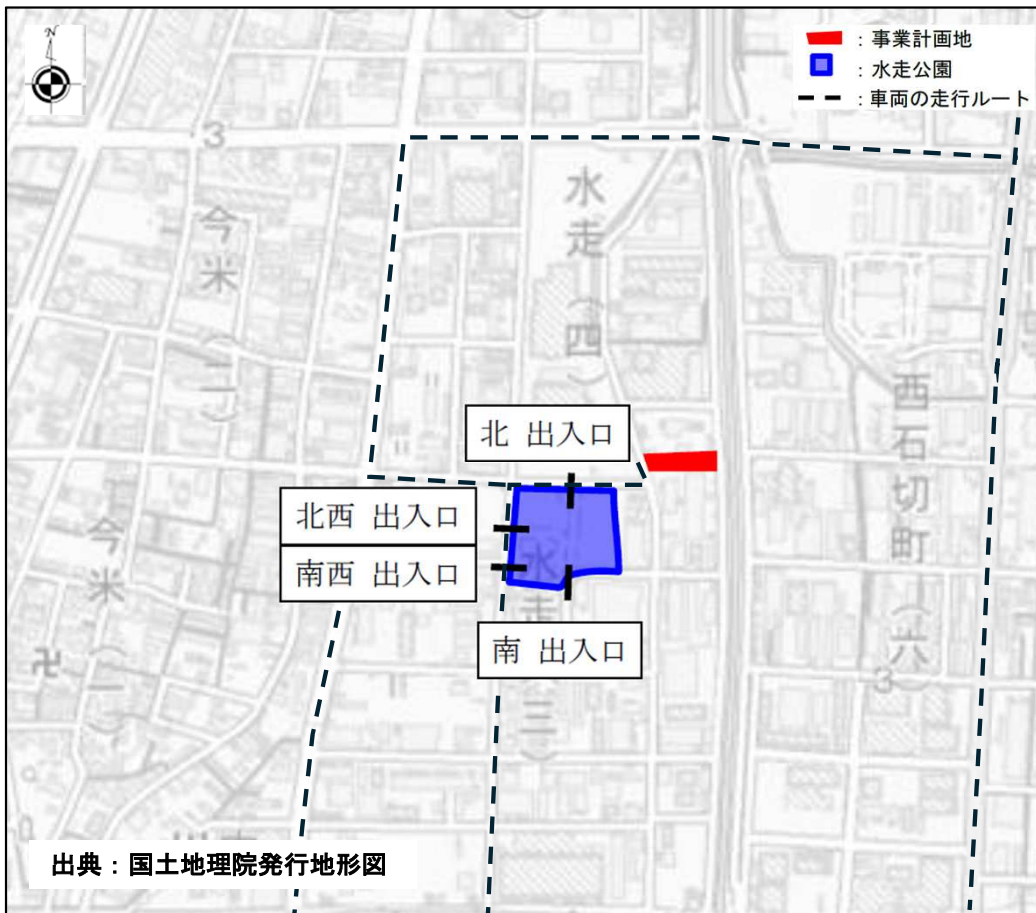 N
：事業計画地
：水走公園
：車両の走行ルート
3
今米（二）
水走（四）
西石切町（六）
北 出入口
北西 出入口
南西 出入口
今米（一）
南 出入口
3
出典：国土地理院発行地形図